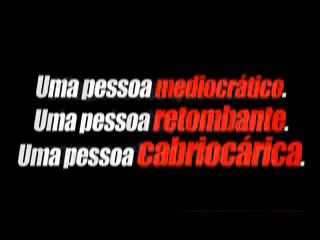 Uma pessoa mediocrático.
Uma pessoa retombante.
Uma pessoa cabriocárica.